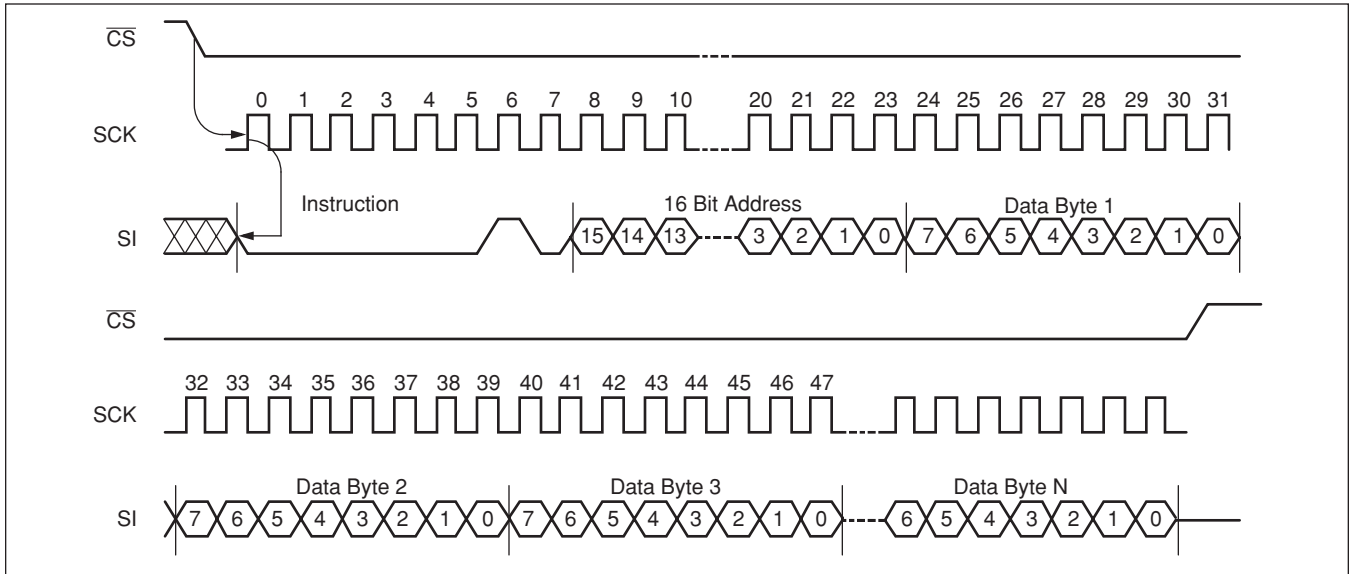 CS
0 1 2 3 4 5 6 7 8 9 10 20 21 22 23 24 25 26 27 28 29 30 31
SCK
Instruction 16 Bit Address Data Byte 1
SI 15 14 13 3 2 1 0 7 6 5 4 3 2 1 0
CS
32 33 34 35 36 37 38 39 40 41 42 43 44 45 46 47
SCK
Data Byte 2 Data Byte 3 Data Byte N
SI 7 6 5 4 3 2 1 0 7 6 5 4 3 2 1 0 6 5 4 3 2 1 0